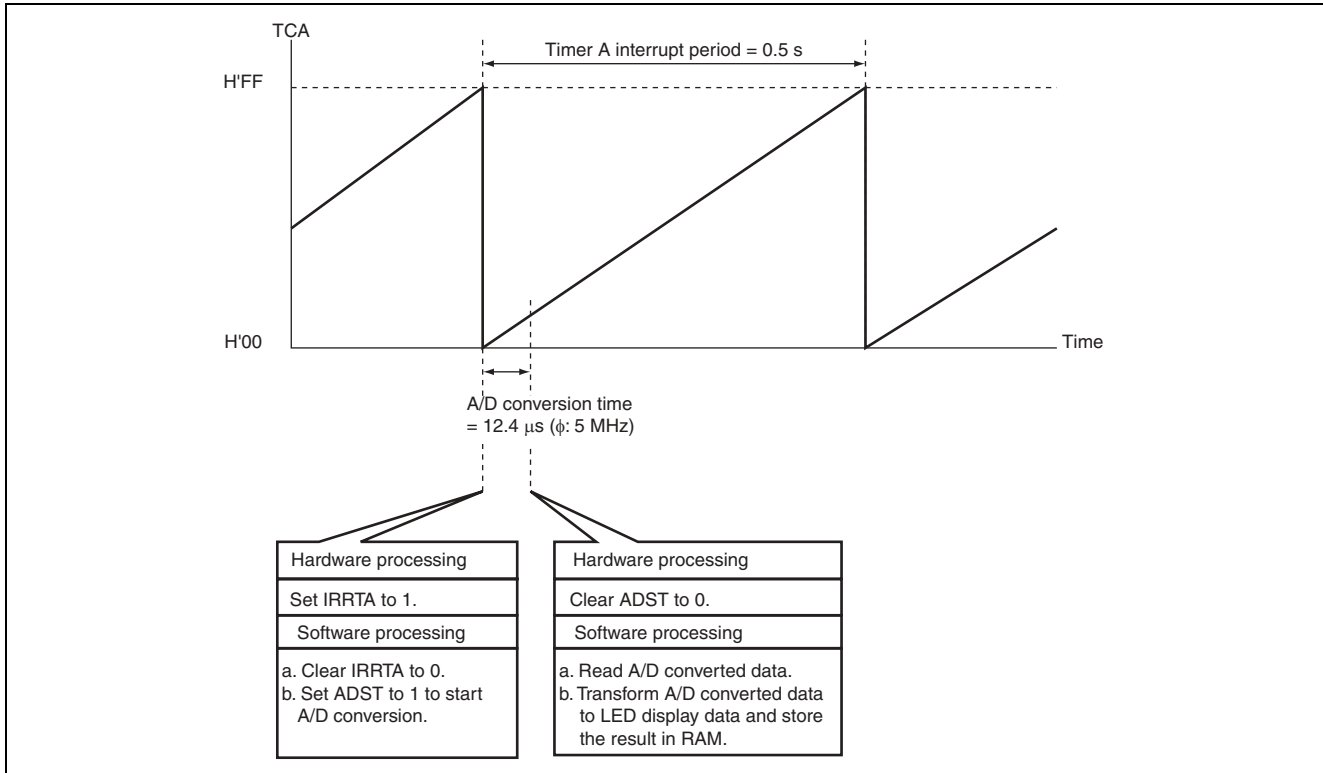 TCA
Timer A interrupt period = 0.5 s
H'FF
H'00
Time
A/D conversion time
= 12.4 μs (ϕ: 5 MHz)
Hardware processing
Set IRRTA to 1.
Software processing
a. Clear IRRTA to 0.
b. Set ADST to 1 to start
A/D conversion.
Hardware processing
Clear ADST to 0.
Software processing
a. Read A/D converted data.
b. Transform A/D converted data
to LED display data and store
the result in RAM.